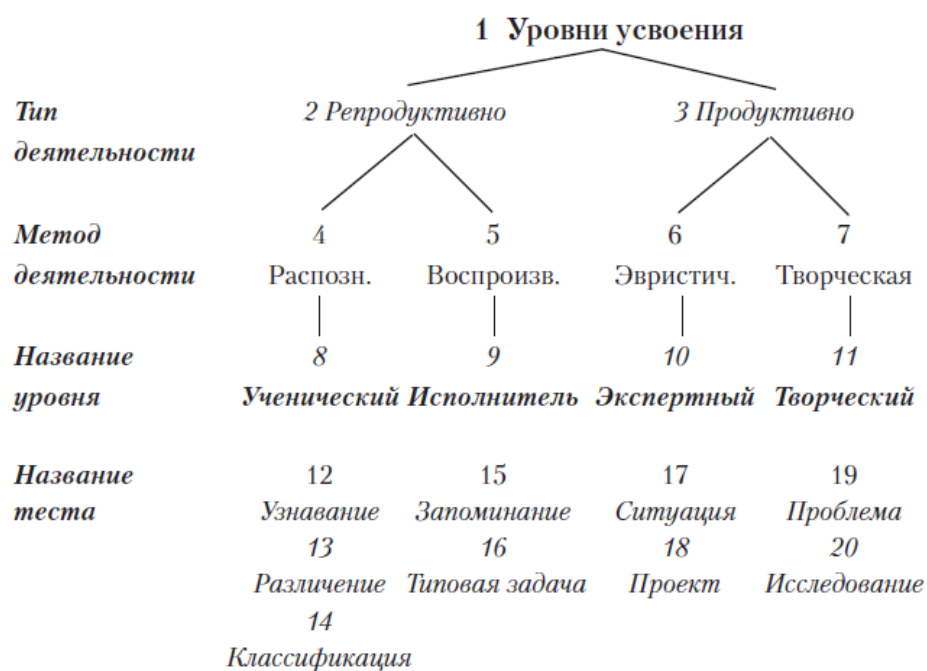 1 Уровни усвоения
Тип 2 Репродуктивно 3 Продуктивно
деятельности
Метод 4 5 6 7
деятельности Распозн. Воспроизв. Эвристич. Творческая
Название 8 9 10 11
уровня Ученический Исполнитель Экспертный Творческий
Название 12 15 17 19
теста Узнавание Запоминание Ситуация Проблема
13 16 18 20
Различение Типовая задача Проект Исследование
14
Классификация